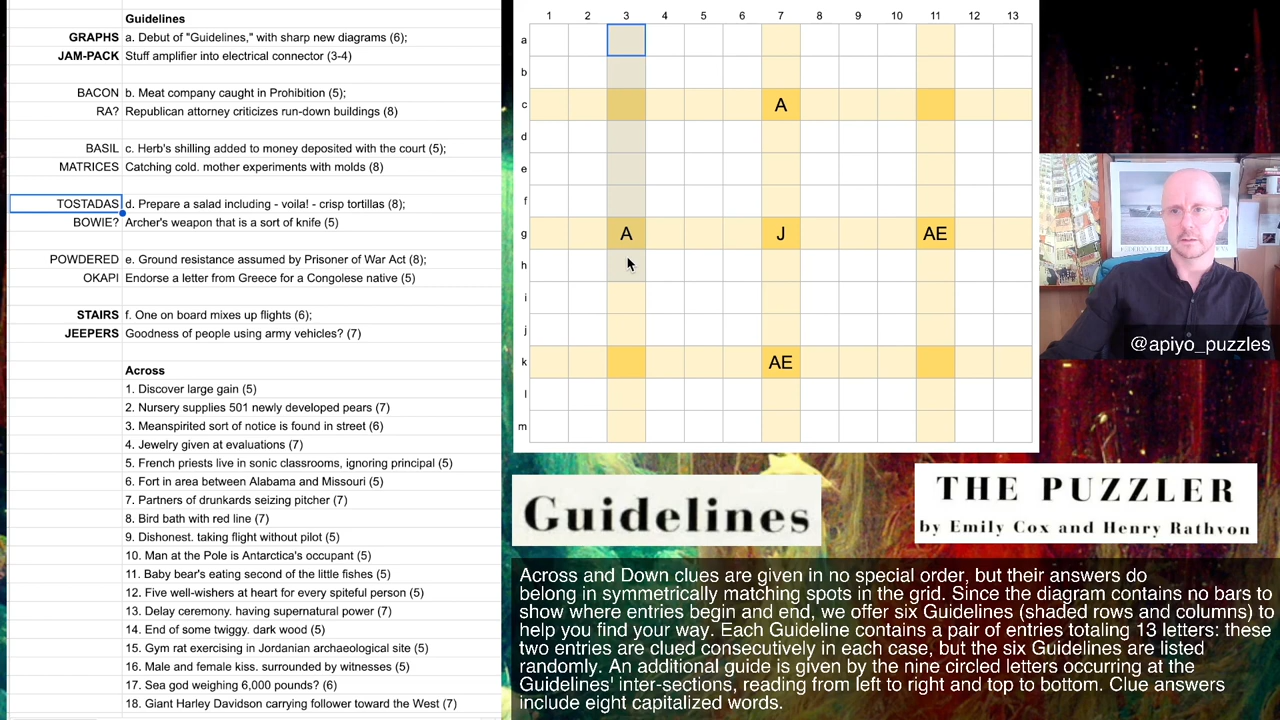 Guidelines
GRAPHS a. Debut of "Guidelines," with sharp new diagrams (6);
JAM-PACK Stuff amplifier into electrical connector (3-4)
BACON b. Meat company caught in Prohibition (5);
RA? Republican attorney criticizes run-down buildings (8)
BASIL c. Herb's shilling added to money deposited with the court (5);
MATRICES Catching cold. mother experiments with molds (8)
TOSTADAS d. Prepare a salad including - voila! - crisp tortillas (8);
BOWIE? Archer's weapon that is a sort of knife (5)
POWDERED e. Ground resistance assumed by Prisoner of War Act (8);
OKAPI Endorse a letter from Greece for a Congolese native (5)
STAIRS f. One on board mixes up flights (6);
JEEPERS Goodness of people using army vehicles? (7)
Across
1. Discover large gain (5)
2. Nursery supplies 501 newly developed pears (7)
3. Meanspirited sort of notice is found in street (6)
4. Jewelry given at evaluations (7)
5. French priests live in sonic classrooms, ignoring principal (5)
6. Fort in area between Alabama and Missouri (5)
7. Partners of drunkards seizing pitcher (7)
8. Bird bath with red line (7)
9. Dishonest. taking flight without pilot (5)
10. Man at the Pole is Antarctica's occupant (5)
11. Baby bear's eating second of the little fishes (5)
12. Five well-wishers at heart for every spiteful person (5)
13. Delay ceremony. having supernatural power (7)
14. End of some twiggy. dark wood (5)
15. Gym rat exercising in Jordanian archaeological site (5)
16. Male and female kiss. surrounded by witnesses (5)
17. Sea god weighing 6,000 pounds? (6)
18. Giant Harley Davidson carrying follower toward the West (7)
1 2 3 4 5 6 7 8 9 10 11 12 13
a
b
c A
d
e
f
g A J AE
h
i
j
k AE
l
m
@apiyo_puzzles
Guidelines
THE PUZZLER
by Emily Cox and Henry Rathvon
Across and Down clues are given in no special order, but their answers do
belong in symmetrically matching spots in the grid. Since the diagram contains no bars to
show where entries begin and end, we offer six Guidelines (shaded rows and columns) to
help you find your way. Each Guideline contains a pair of entries totaling 13 letters: these
two entries are clued consecutively in each case, but the six Guidelines are listed
randomly. An additional guide is given by the nine circled letters occurring at the
Guidelines' inter-sections, reading from left to right and top to bottom. Clue answers
include eight capitalized words.